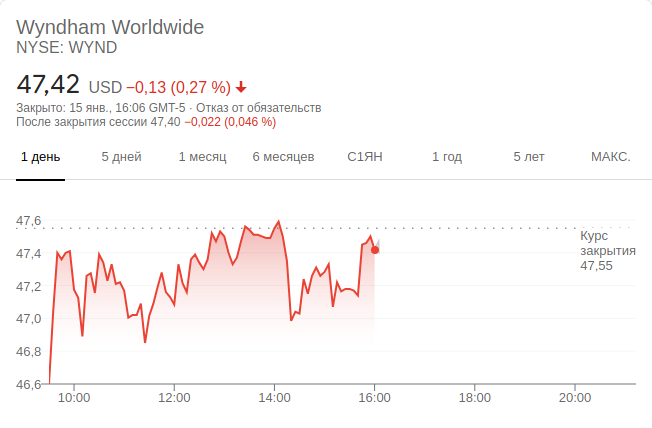 Wyndham Worldwide
NYSE: WYND
47,42 USD −0,13 (0,27 %)
Закрыто: 15 янв., 16:06 GMT-5 · Отказ от обязательств
После закрытия сессии 47,40 −0,022 (0,046 %)
1 день 5 дней 1 месяц 6 месяцев С1ЯН 1 год 5 лет МАКС.
47,6
Курс
закрытия
47,55
47,4
47,2
47,0
46,8
46,6
10:00 12:00 14:00 16:00 18:00 20:00